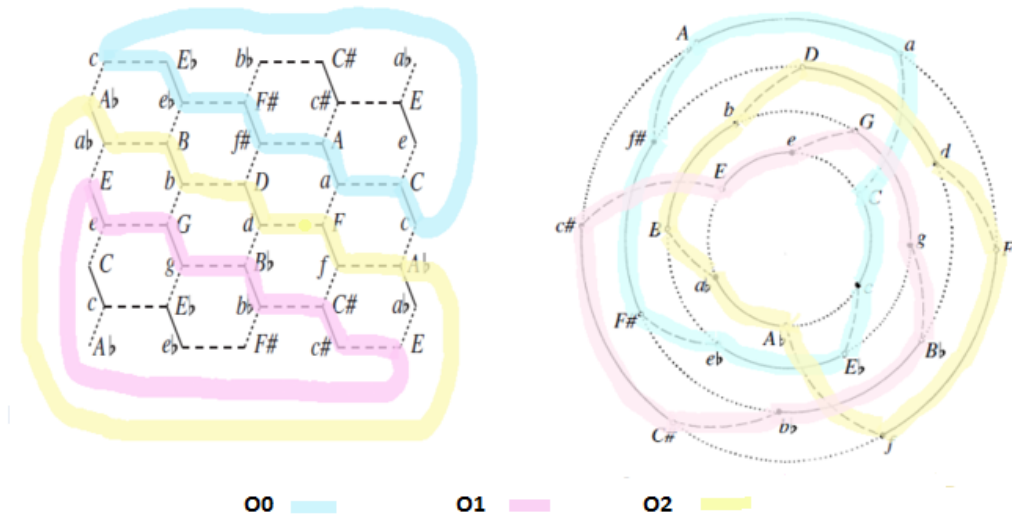 c E♭ b♭ C# a♭
A♭ e♭ F# c# E
a♭ B f# A e
E b D a C
e G d F c
C g B♭ f A♭
c E♭ b♭ C# a♭
A♭ e♭ F# c# E
A a
D
b G
f# e d
E C
c# B g F
a♭ c
F# A♭ B♭
e♭ E♭
C# b♭ f
O0 O1 O2